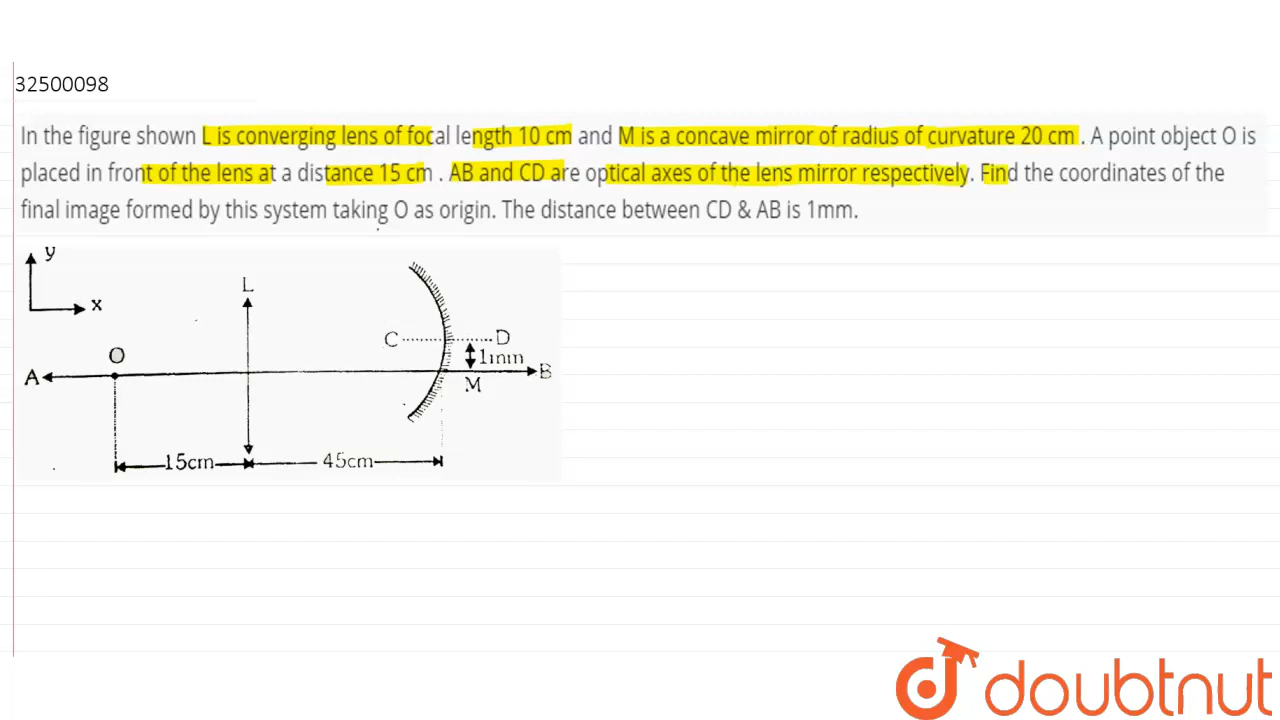 32500098
In the figure shown L is converging lens of focal length 10 cm and M is a concave mirror of radius of curvature 20 cm . A point object O is
placed in front of the lens at a distance 15 cm . AB and CD are optical axes of the lens mirror respectively. Find the coordinates of the
final image formed by this system taking O as origin. The distance between CD & AB is 1mm.
y
x
L
C
D
O
1mm
A
M
B
15cm
45cm
doubtnut